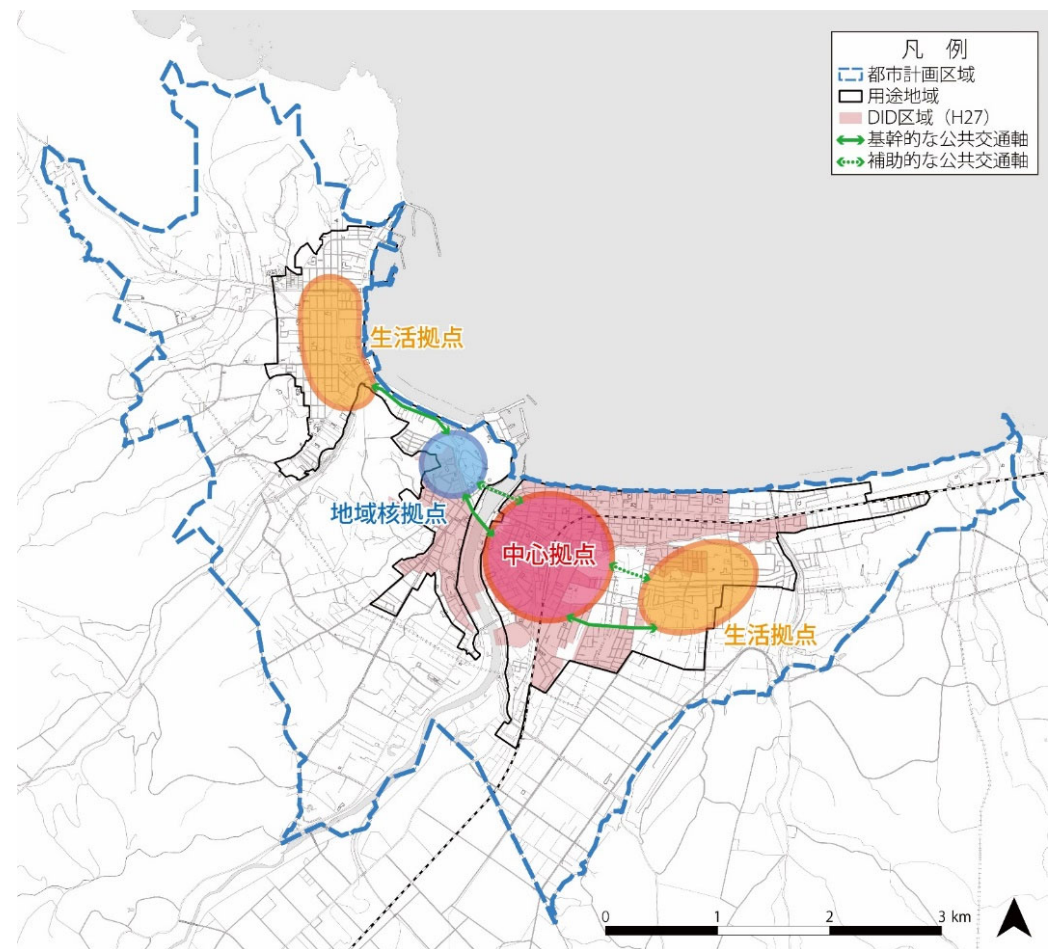 凡 例
都市計画区域
用途地域
DID区域（H27）
基幹的な公共交通軸
補助的な公共交通軸
生活拠点
地域核拠点
中心拠点
生活拠点
0 1 2 3 km